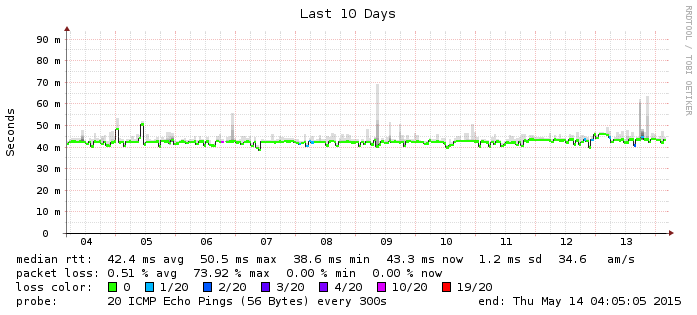 Last 10 Days
RRDTOOL / TOBI OETIKER
Seconds
90 m
80 m
70 m
60 m
50 m
40 m
30 m
20 m
10 m
0
04 05 06 07 08 09 10 11 12 13
median rtt: 42.4 ms avg 50.5 ms max 38.6 ms min 43.3 ms now 1.2 ms sd 34.6 am/s
packet loss: 0.51 % avg 73.92 % max 0.00 % min 0.00 % now
loss color: 0 1/20 2/20 3/20 4/20 10/20 19/20
probe: 20 ICMP Echo Pings (56 Bytes) every 300s end: Thu May 14 04:05:05 2015